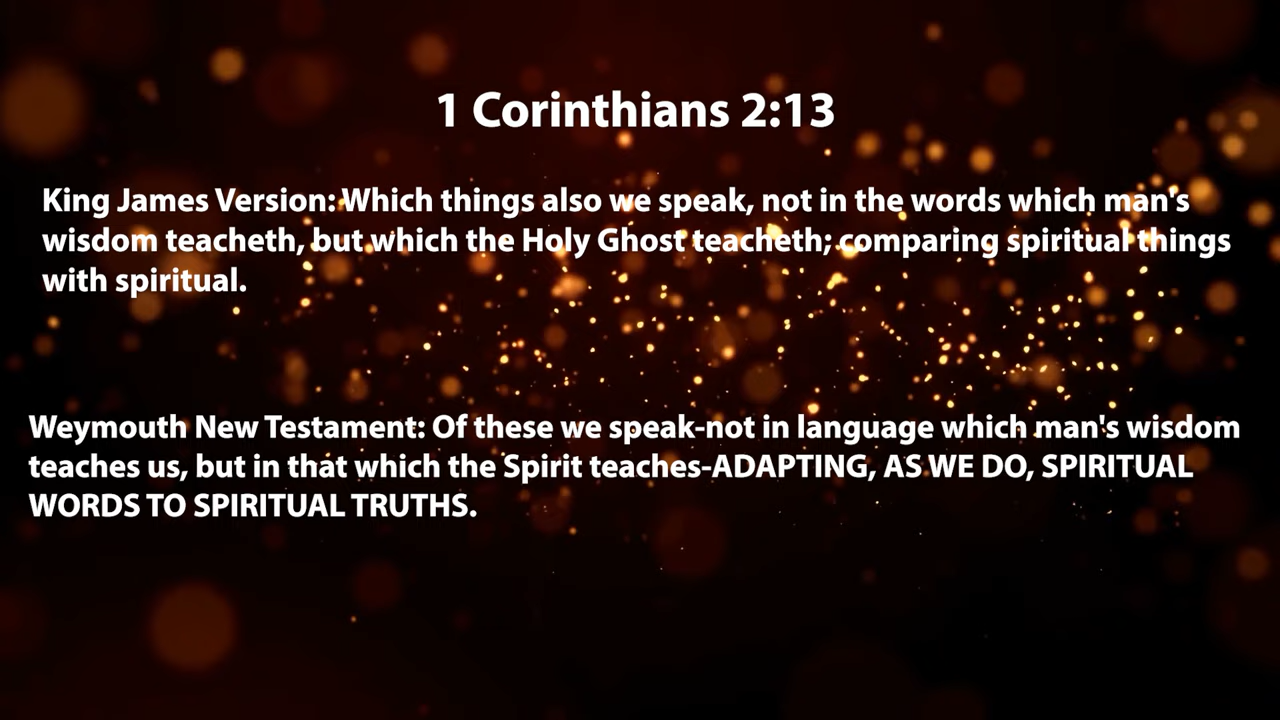 1 Corinthians 2:13
King James Version: Which things also we speak, not in the words which man's
wisdom teacheth, but which the Holy Ghost teacheth; comparing spiritual things
with spiritual.
Weymouth New Testament: Of these we speak-not in language which man's wisdom
teaches us, but in that which the Spirit teaches-ADAPTING, AS WE DO, SPIRITUAL
WORDS TO SPIRITUAL TRUTHS.